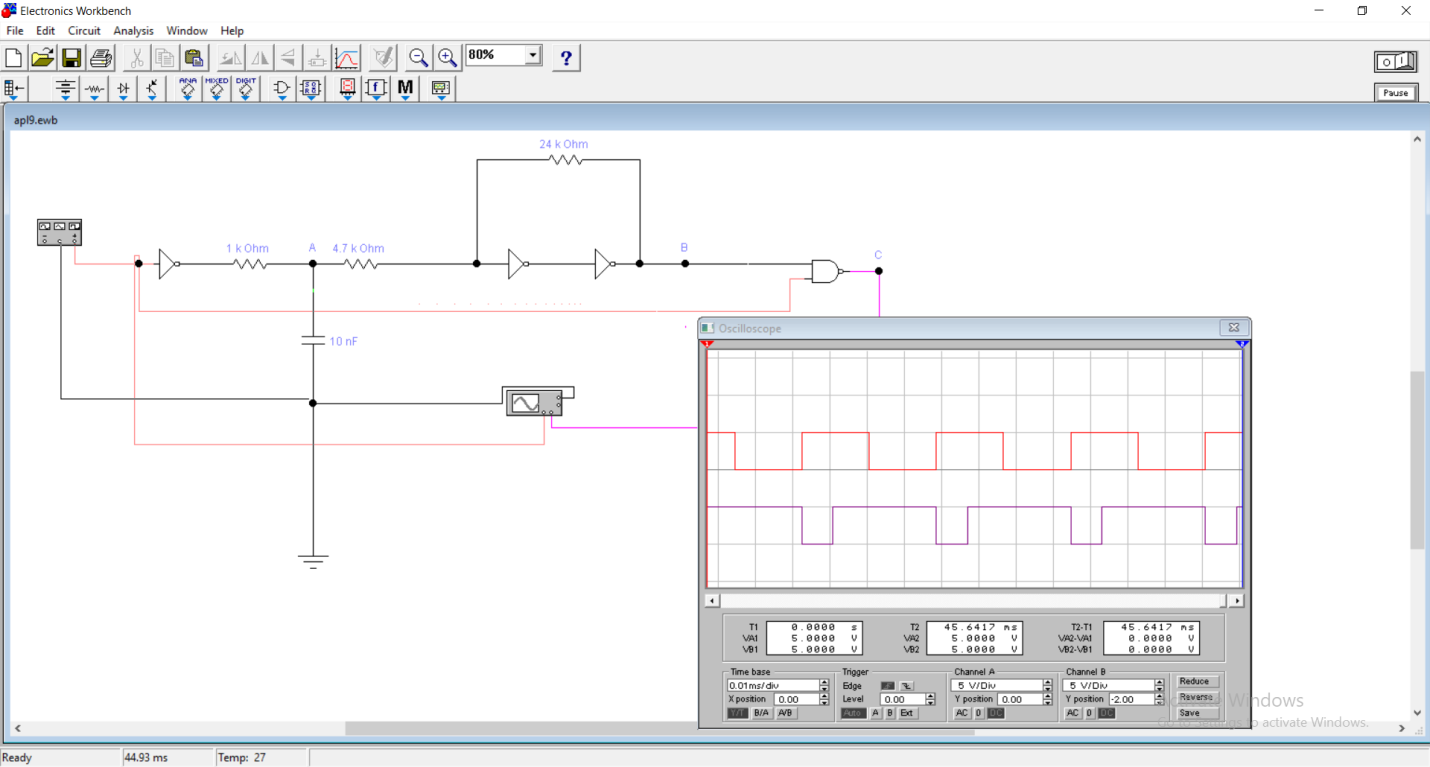 Electronics Workbench
File Edit Circuit Analysis Window Help
80% ?
ANA MIXED DIGIT M
Pause
apl9.ewb
24 k Ohm
1 k Ohm A 4.7 k Ohm B
C
10 nF
Oscilloscope
1 2
T1 0.0000 s T2 45.6417 ms T2-T1 45.6417 ms
VA1 5.0000 V VA2 5.0000 V VA2-VA1 0.0000 V
VB1 5.0000 V VB2 5.0000 V VB2-VB1 0.0000 V
Time base Trigger Channel A Channel B
0.01ms/div Edge 5 V/Div 5 V/Div Reduce
X position 0.00 Level 0.00 Y position 0.00 Y position -2.00 Reverse
Y/T B/A A/B Auto A B Ext AC 0 DC AC 0 DC Save
Windows
to activate Windows.
Ready 44.93 ms Temp: 27